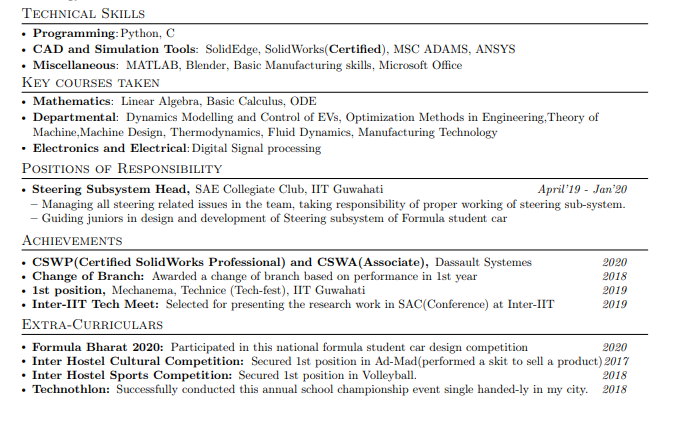 Technical Skills
• Programming:Python, C
• CAD and Simulation Tools: SolidEdge, SolidWorks(Certified), MSC ADAMS, ANSYS
• Miscellaneous: MATLAB, Blender, Basic Manufacturing skills, Microsoft Office
Key courses taken
• Mathematics: Linear Algebra, Basic Calculus, ODE
• Departmental: Dynamics Modelling and Control of EVs, Optimization Methods in Engineering,Theory of
Machine,Machine Design, Thermodynamics, Fluid Dynamics, Manufacturing Technology
• Electronics and Electrical:Digital Signal processing
Positions of Responsibility
• Steering Subsystem Head, SAE Collegiate Club, IIT Guwahati April'19 - Jan'20
– Managing all steering related issues in the team, taking responsibility of proper working of steering sub-system.
– Guiding juniors in design and development of Steering subsystem of Formula student car
Achievements
• CSWP(Certified SolidWorks Professional) and CSWA(Associate), Dassault Systemes 2020
• Change of Branch: Awarded a change of branch based on performance in 1st year 2018
• 1st position, Mechanema, Technice (Tech-fest), IIT Guwahati 2019
• Inter-IIT Tech Meet: Selected for presenting the research work in SAC(Conference) at Inter-IIT 2019
Extra-Curriculars
• Formula Bharat 2020: Participated in this national formula student car design competition 2020
• Inter Hostel Cultural Competition: Secured 1st position in Ad-Mad(performed a skit to sell a product) 2017
• Inter Hostel Sports Competition: Secured 1st position in Volleyball. 2018
• Technothlon: Successfully conducted this annual school championship event single handed-ly in my city. 2018